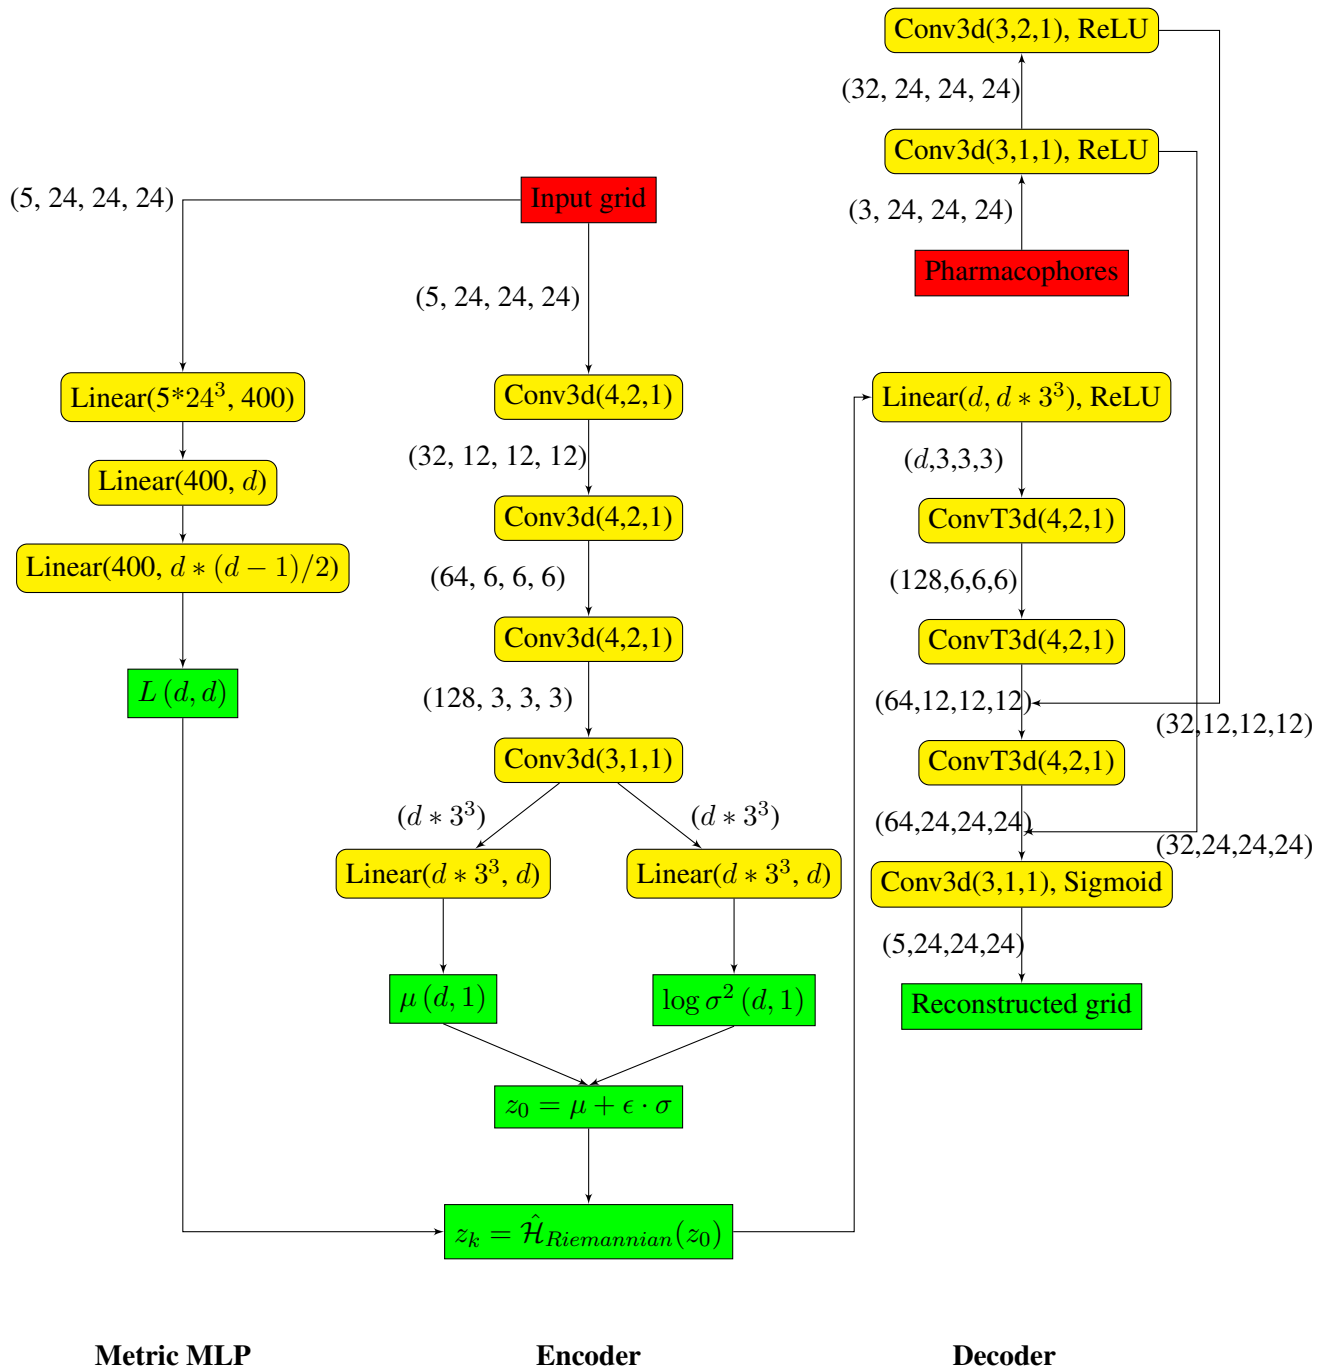 Conv3d(3,2,1), ReLU
(32, 24, 24, 24)
Conv3d(3,1,1), ReLU
(3, 24, 24, 24)
Pharmacophores
(5, 24, 24, 24)
Input grid
(5, 24, 24, 24)
Linear(5*24³, 400)
Linear(400, d)
Linear(400, d ∗ (d − 1)/2)
L (d, d)
Conv3d(4,2,1)
(32, 12, 12, 12)
Conv3d(4,2,1)
(64, 6, 6, 6)
Conv3d(4,2,1)
(128, 3, 3, 3)
Conv3d(3,1,1)
(d ∗ 3³)
(d ∗ 3³)
Linear(d ∗ 3³, d)
Linear(d ∗ 3³, d)
μ (d, 1)
log σ² (d, 1)
z₀ = μ + ϵ · σ
z_k = \hat{\mathcal{H}}_{Riemannian}(z₀)
Linear(d, d ∗ 3³), ReLU
(d,3,3,3)
ConvT3d(4,2,1)
(128,6,6,6)
ConvT3d(4,2,1)
(64,12,12,12)
(32,12,12,12)
ConvT3d(4,2,1)
(64,24,24,24)
(32,24,24,24)
Conv3d(3,1,1), Sigmoid
(5,24,24,24)
Reconstructed grid
Metric MLP
Encoder
Decoder